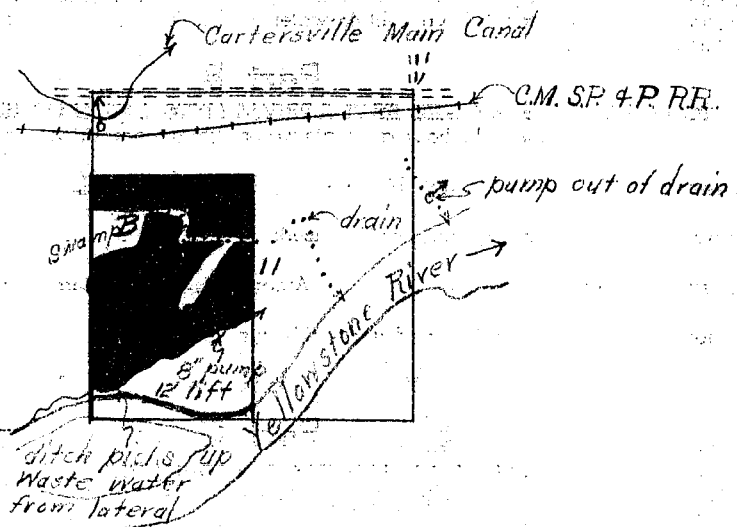 Cartersville Main Canal
C.M. S.P. & P. R.R.
pump out of drain
drain
Swamp
B
11
8" pump
12' lift
Yellowstone River
ditch picks up
Waste water
from lateral